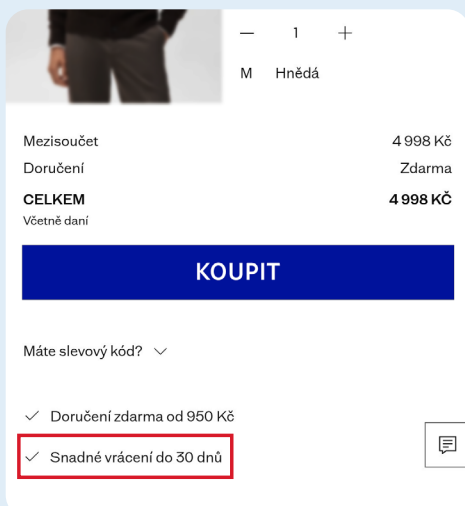 1
M Hnědá
Mezisoučet 4 998 Kč
Doručení Zdarma
CELKEM 4 998 KČ
Včetně daní
KOUPIT
Máte slevový kód?
Doručení zdarma od 950 Kč
Snadné vrácení do 30 dnů